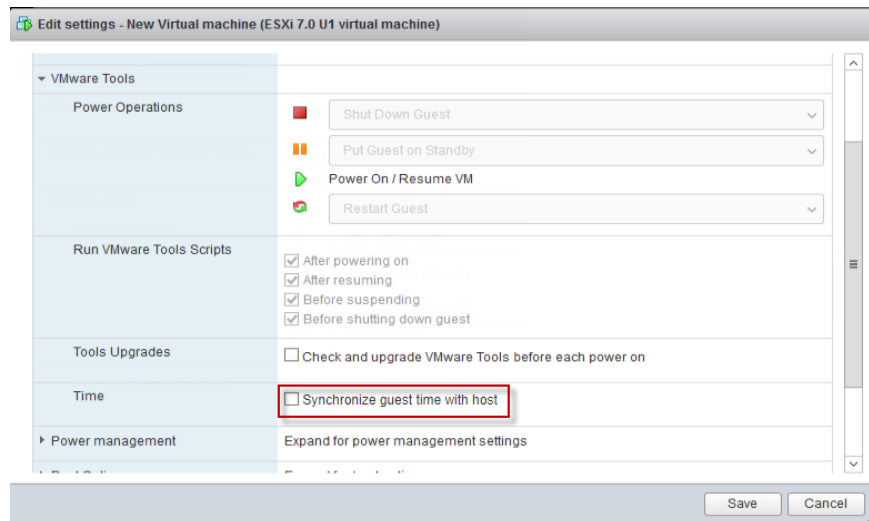 Edit settings - New Virtual machine (ESXi 7.0 U1 virtual machine)
VMware Tools
Power Operations
Shut Down Guest
Put Guest on Standby
Power On / Resume VM
Restart Guest
Run VMware Tools Scripts
After powering on
After resuming
Before suspending
Before shutting down guest
Tools Upgrades
Check and upgrade VMware Tools before each power on
Time
Synchronize guest time with host
Power management
Expand for power management settings
Save
Cancel